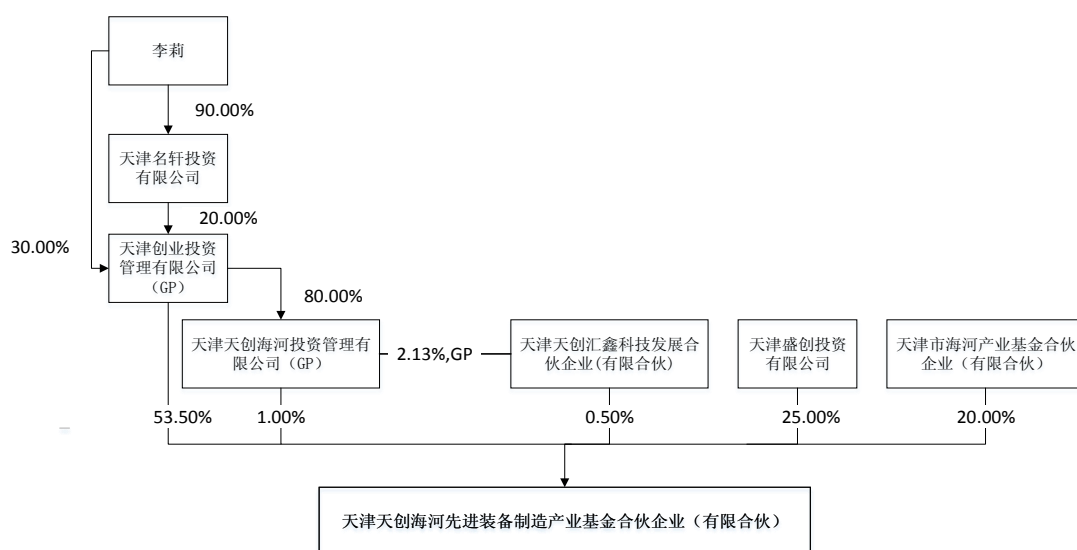 李莉
90.00%
天津名轩投资
有限公司
20.00%
30.00%
天津创业投资
管理有限公司
（GP）
80.00%
天津天创海河投资管理有
限公司（GP）
2.13%,GP
天津天创汇鑫科技发展合
伙企业(有限合伙)
天津盛创投资
有限公司
天津市海河产业基金合伙
企业（有限合伙）
53.50%
1.00%
0.50%
25.00%
20.00%
天津天创海河先进装备制造产业基金合伙企业（有限合伙）